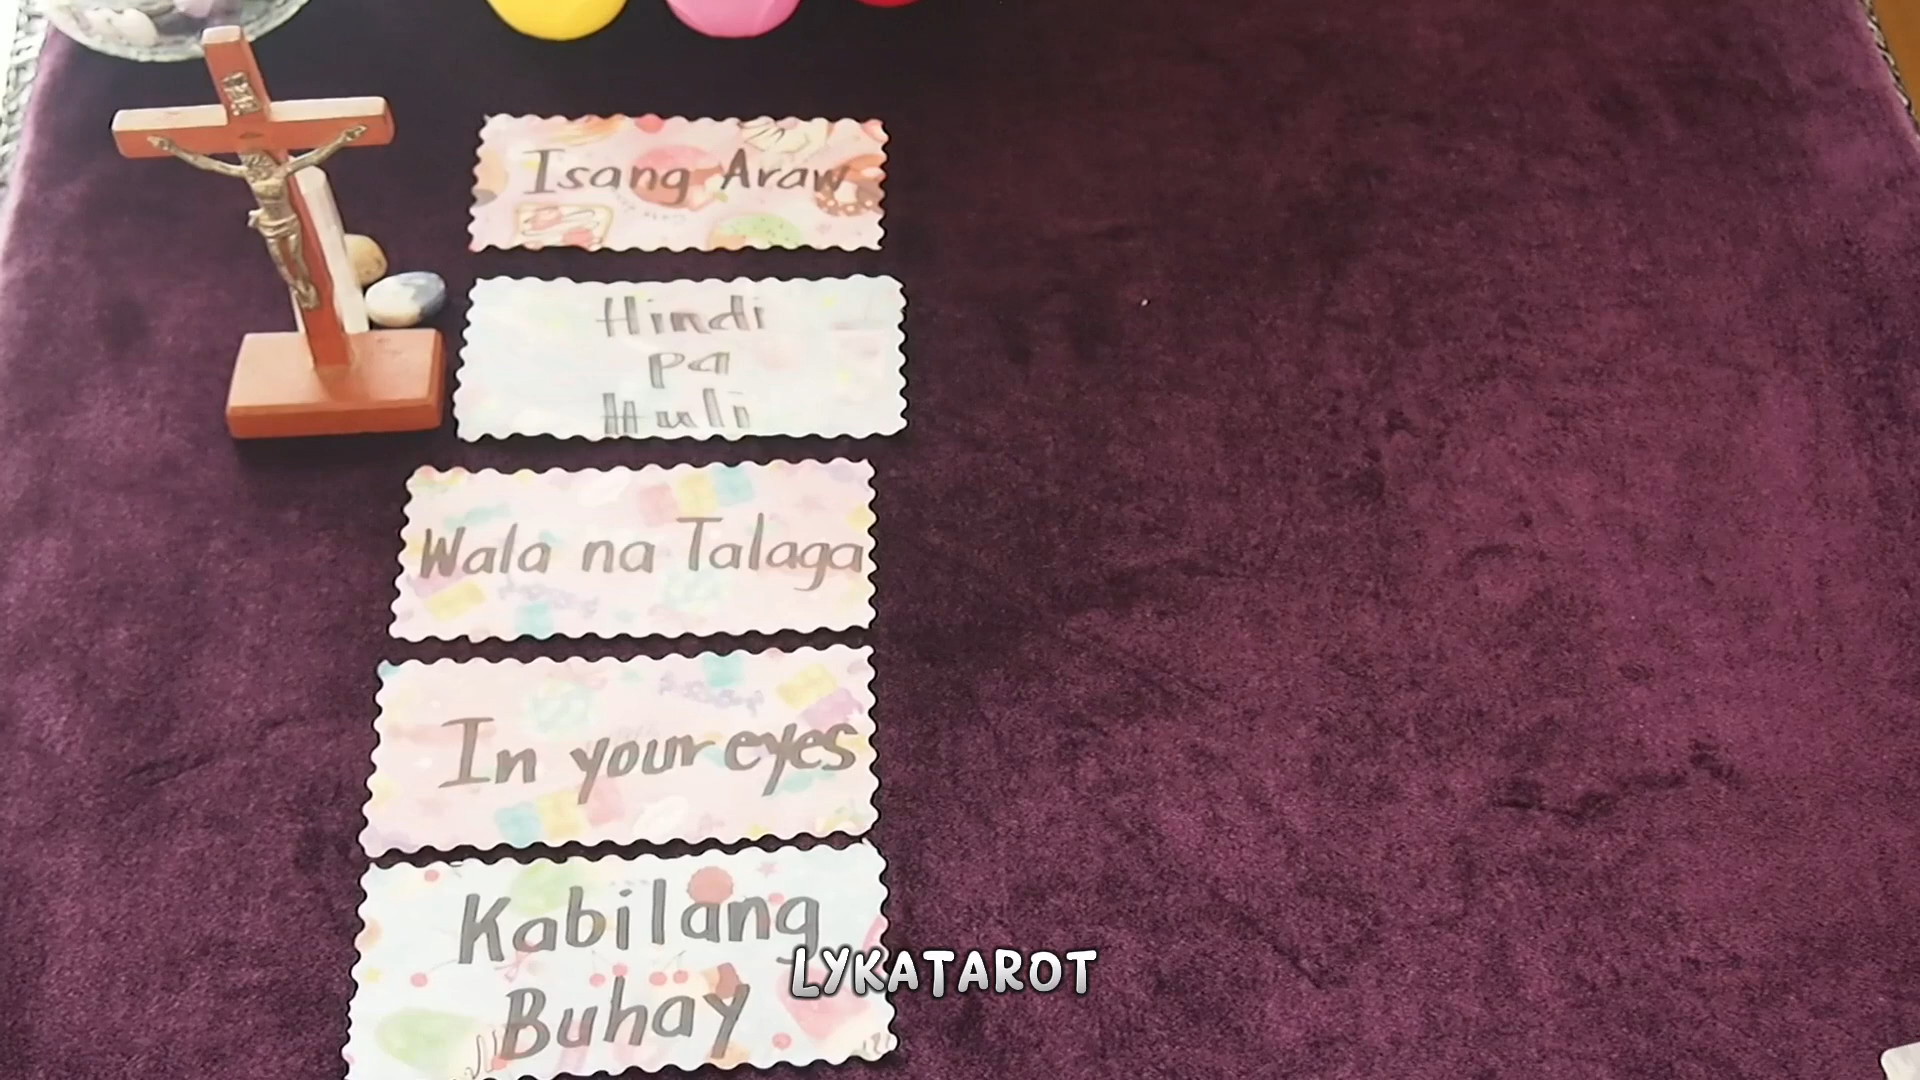 Isang Araw
Hindi
pa
Huli
Wala na Talaga
In your eyes
Kabilang
Buhay
LYKATAROT